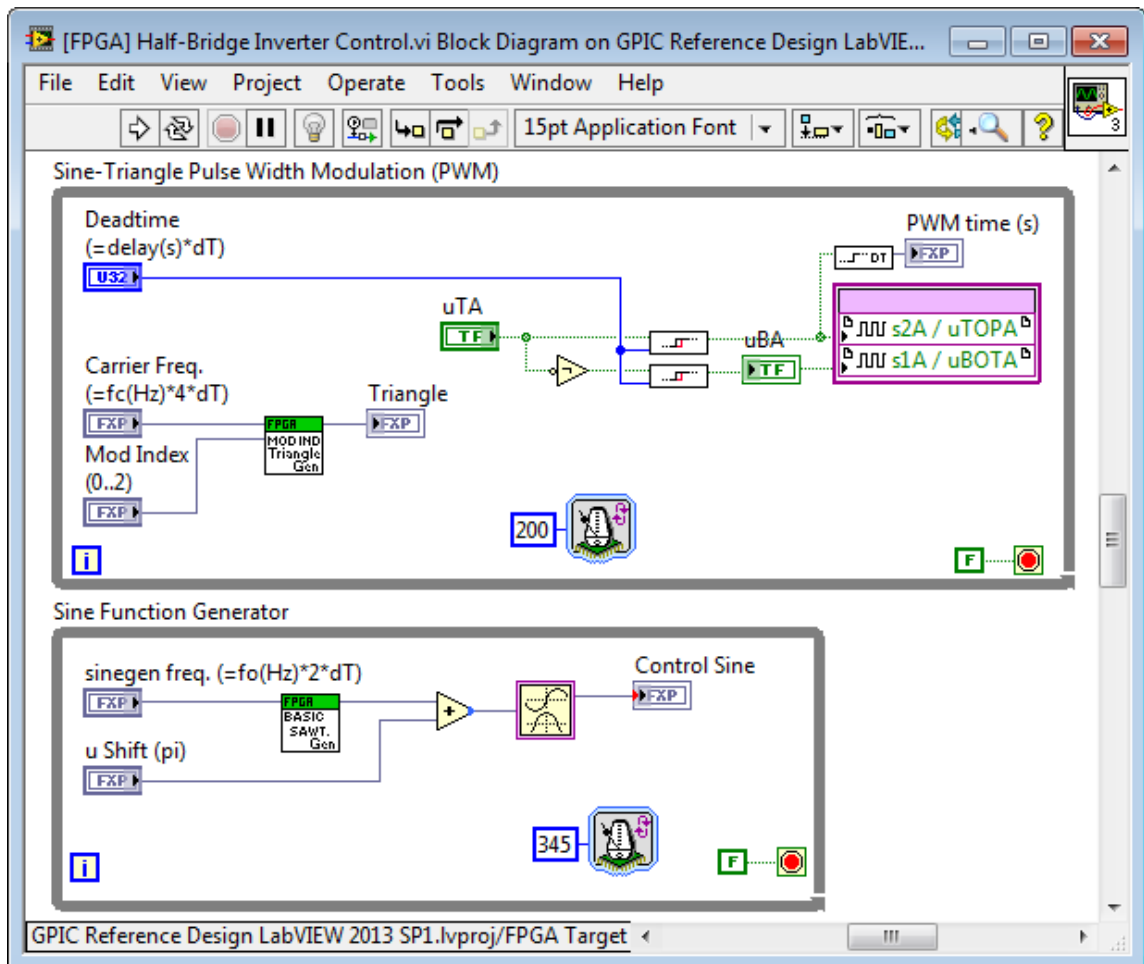 [FPGA] Half-Bridge Inverter Control.vi Block Diagram on GPIC Reference Design LabVIE...
File Edit View Project Operate Tools Window Help
15pt Application Font
3
Sine-Triangle Pulse Width Modulation (PWM)
Deadtime
(=delay(s)*dT)
U32
PWM time (s)
DT
FXP
uTA
TF
uBA
TF
s2A / uTOPA
s1A / uBOTA
Carrier Freq.
(=fc(Hz)*4*dT)
FXP
Mod Index
(0..2)
FXP
FPGA
MOD IND
Triangle
Gen
Triangle
FXP
200
i
F
Sine Function Generator
sinegen freq. (=fo(Hz)*2*dT)
FXP
FPGA
BASIC
SAWT.
Gen
+
Control Sine
FXP
u Shift (pi)
FXP
345
i
F
GPIC Reference Design LabVIEW 2013 SP1.lvproj/FPGA Target